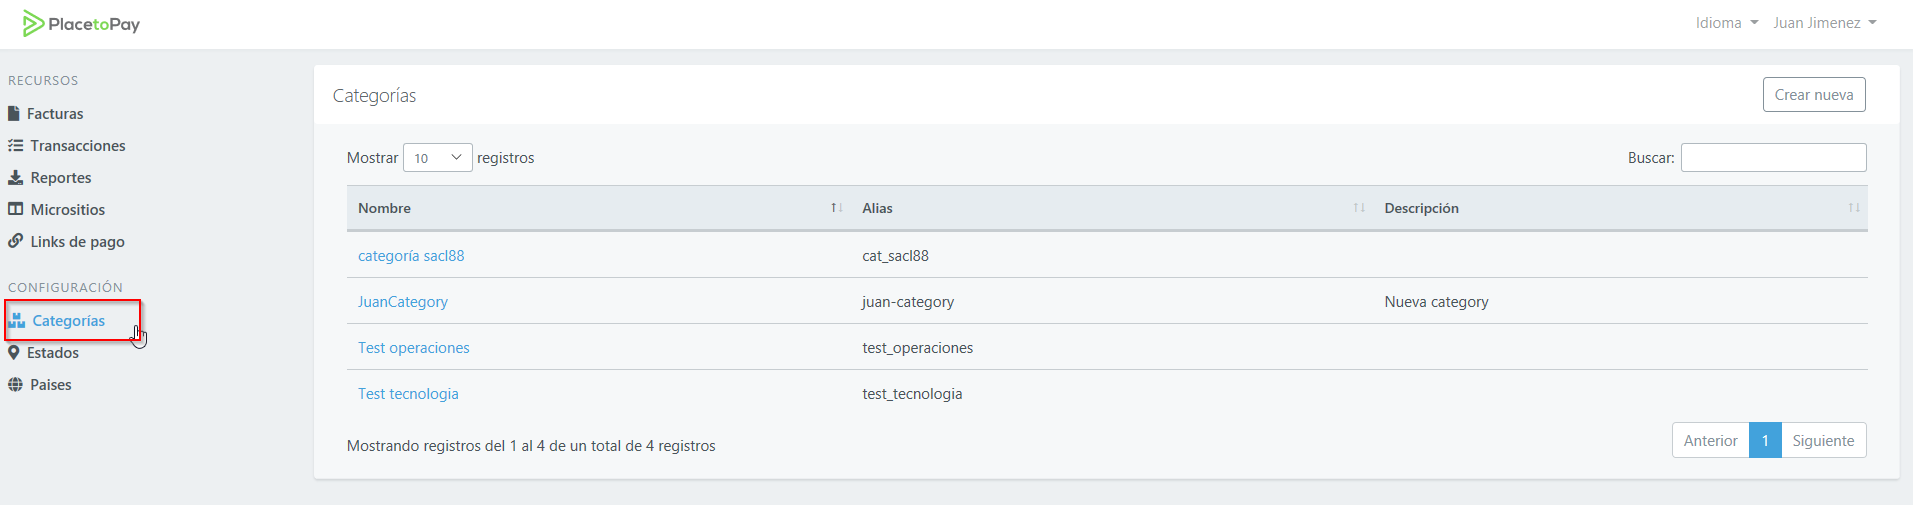 PlacetoPay
Idioma Juan Jimenez
RECURSOS
Facturas
Transacciones
Reportes
Micrositios
Links de pago
CONFIGURACIÓN
Categorías
Estados
Paises
Categorías Crear nueva
Mostrar 10 registros Buscar:
Nombre Alias Descripción
categoría sacl88 cat_sacl88
JuanCategory juan-category Nueva category
Test operaciones test_operaciones
Test tecnologia test_tecnologia
Mostrando registros del 1 al 4 de un total de 4 registros Anterior 1 Siguiente